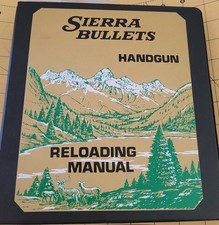 SIERRA
BULLETS
HANDGUN
RELOADING
MANUAL